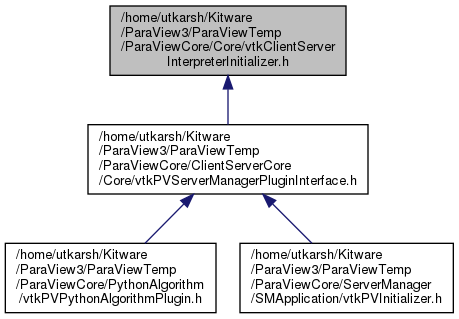 /home/utkarsh/Kitware
/ParaView3/ParaViewTemp
/ParaViewCore/Core/vtkClientServer
InterpreterInitializer.h
/home/utkarsh/Kitware
/ParaView3/ParaViewTemp
/ParaViewCore/ClientServerCore
/Core/vtkPVServerManagerPluginInterface.h
/home/utkarsh/Kitware
/ParaView3/ParaViewTemp
/ParaViewCore/PythonAlgorithm
/vtkPVPythonAlgorithmPlugin.h
/home/utkarsh/Kitware
/ParaView3/ParaViewTemp
/ParaViewCore/ServerManager
/SMApplication/vtkPVInitializer.h